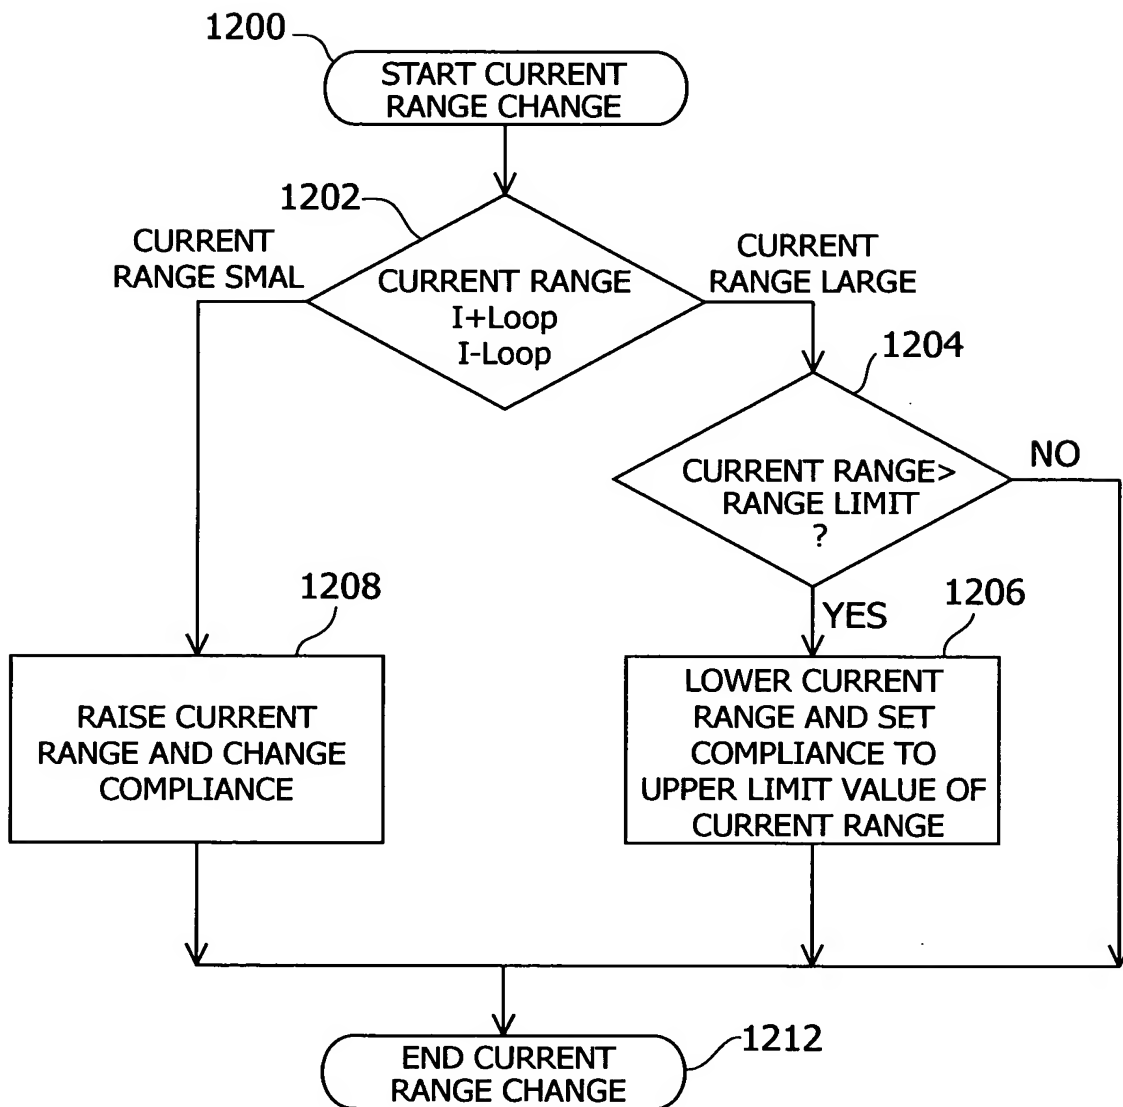 1200
START CURRENT
RANGE CHANGE
1202
CURRENT
RANGE SMAL
CURRENT RANGE
I+Loop
I-Loop
CURRENT
RANGE LARGE
1204
CURRENT RANGE>
RANGE LIMIT
?
NO
YES
1208
RAISE CURRENT
RANGE AND CHANGE
COMPLIANCE
1206
LOWER CURRENT
RANGE AND SET
COMPLIANCE TO
UPPER LIMIT VALUE OF
CURRENT RANGE
END CURRENT
RANGE CHANGE
1212